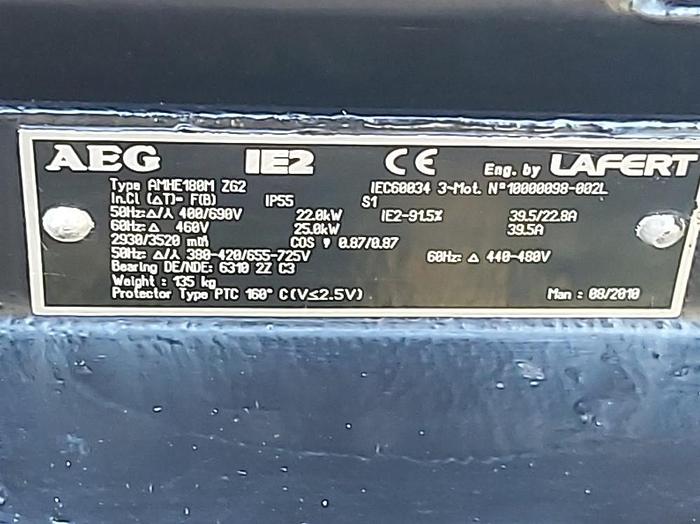 AEG IE2 CE Eng. by LAFERT
Type AMHE180M ZG2 IEC60034 3~Mot. N°10000098-002L
In.Cl (ΔT)- F(B) IP55 S1
50Hz:Δ/⅄ 400/690V 22.0kW IE2-91.5% 39.5/22.8A
60Hz: Δ 460V 25.0kW 39.5A
2930/3520 min COS φ 0.87/0.87
50Hz: Δ/⅄ 380-420/655-725V 60Hz: Δ 440-480V
Bearing DE/NDE: 6310 2Z C3
Weight : 135 kg
Protector Type PTC 160° C(V≤2.5V) Man : 08/2010